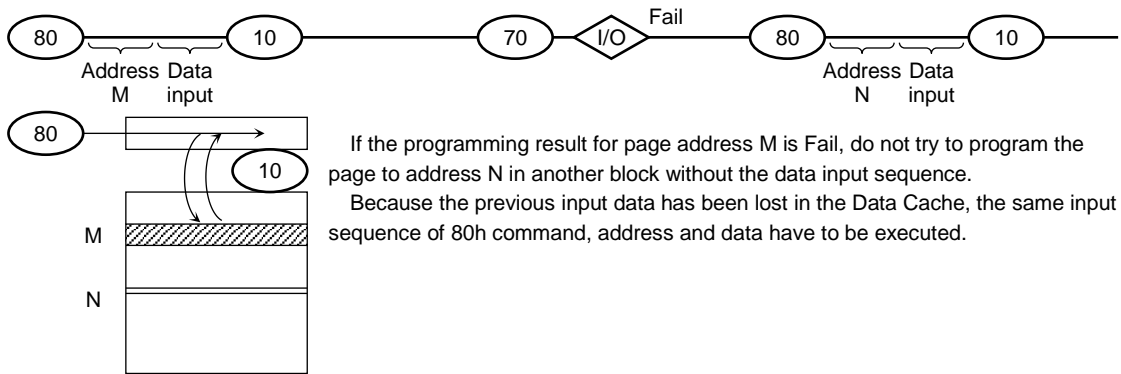 Fail
80 10 70 I/O 80 10
Address Data Address Data
M input N input
80
10
M
N
If the programming result for page address M is Fail, do not try to program the
page to address N in another block without the data input sequence.
Because the previous input data has been lost in the Data Cache, the same input
sequence of 80h command, address and data have to be executed.